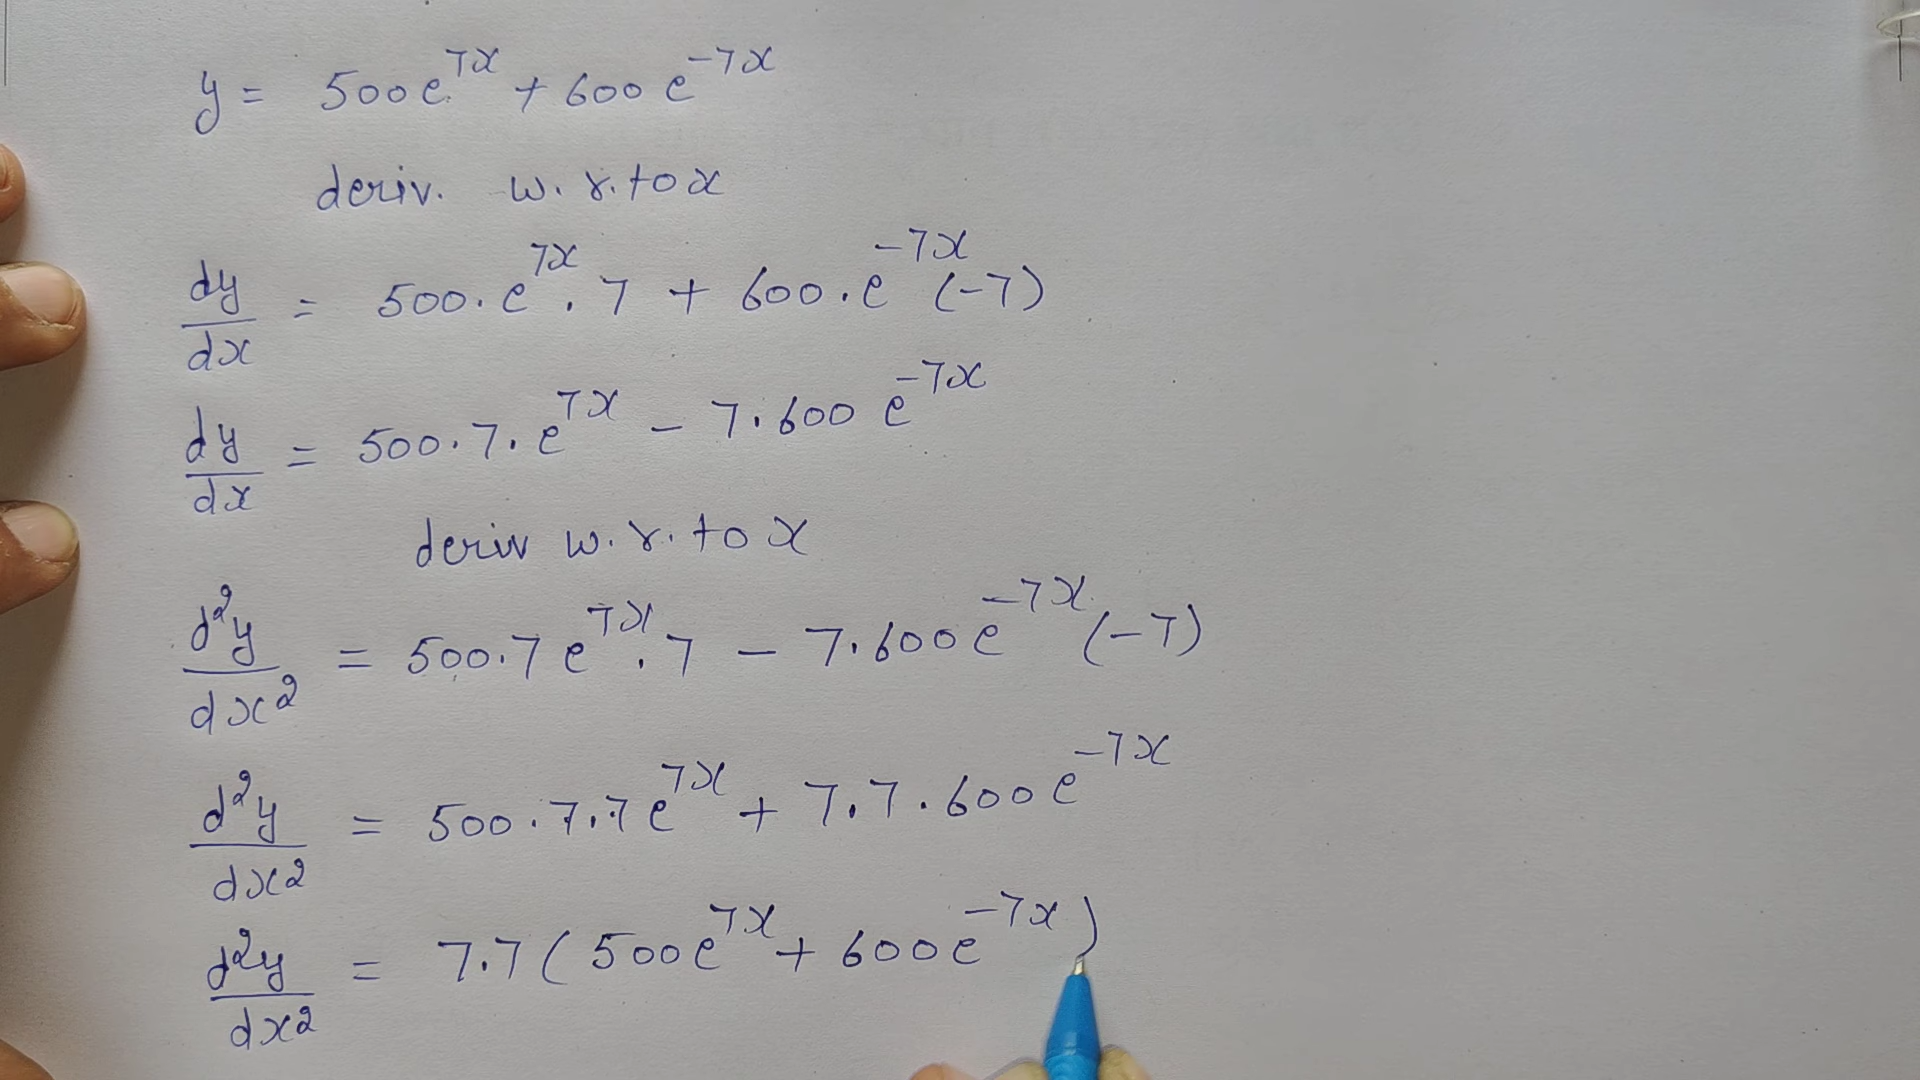 y = 500e^7x + 600e^-7x
deriv. w.r.to x
dy/dx = 500.e^7x.7 + 600.e^-7x(-7)
dy/dx = 500.7.e^7x - 7.600 e^-7x
deriv w.r.to x
d²y/dx² = 500.7e^7x.7 - 7.600e^-7x(-7)
d²y/dx² = 500.7.7e^7x + 7.7.600e^-7x
d²y/dx² = 7.7(500e^7x + 600e^-7x)